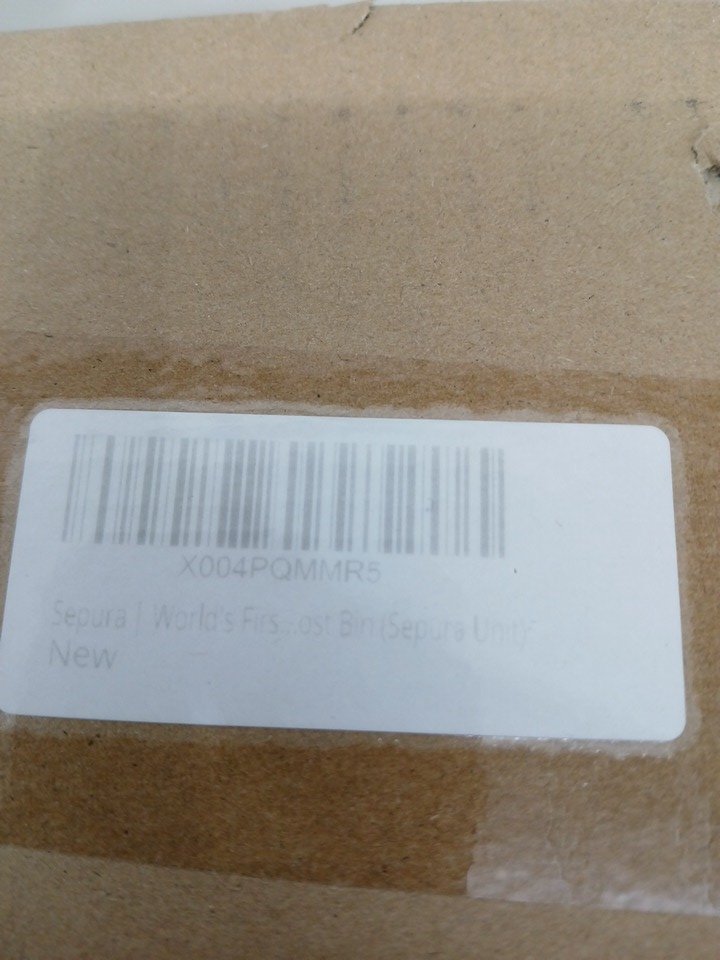 X004PQMMR5
Sepura | World's Firs...ost Bin (Sepura Unit)
New